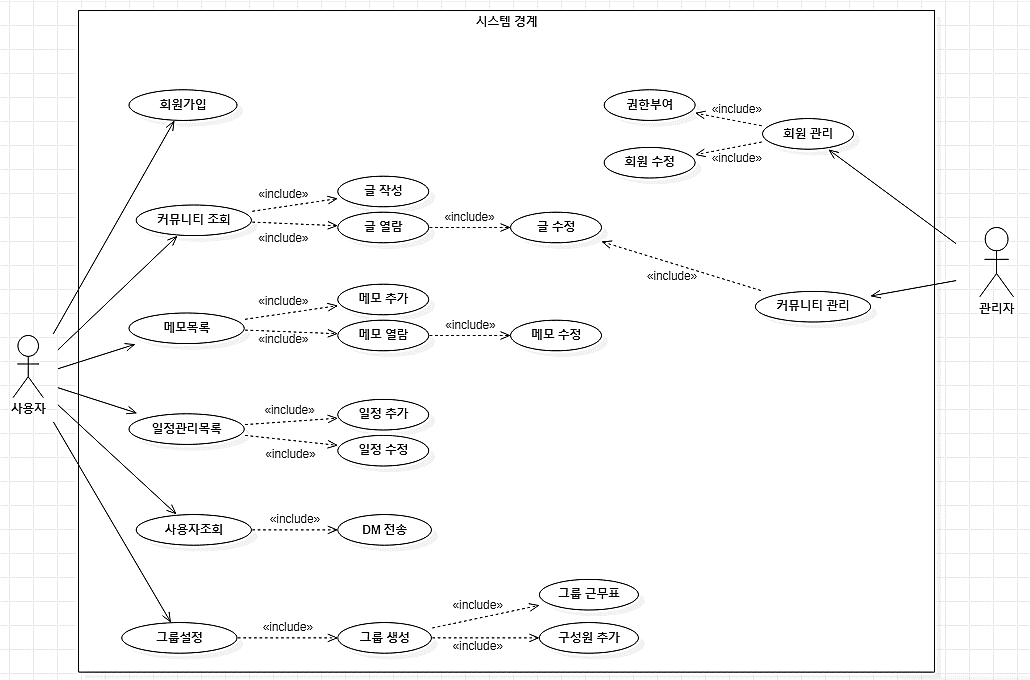 시스템 경계
회원가입
권한부여
«include»
회원 관리
회원 수정
«include»
커뮤니티 조회
«include»
글 작성
«include»
글 열람
«include»
글 수정
«include»
커뮤니티 관리
관리자
메모목록
«include»
메모 추가
«include»
메모 열람
«include»
메모 수정
사용자
일정관리목록
«include»
일정 추가
«include»
일정 수정
사용자조회
«include»
DM 전송
그룹설정
«include»
그룹 생성
«include»
그룹 근무표
«include»
구성원 추가